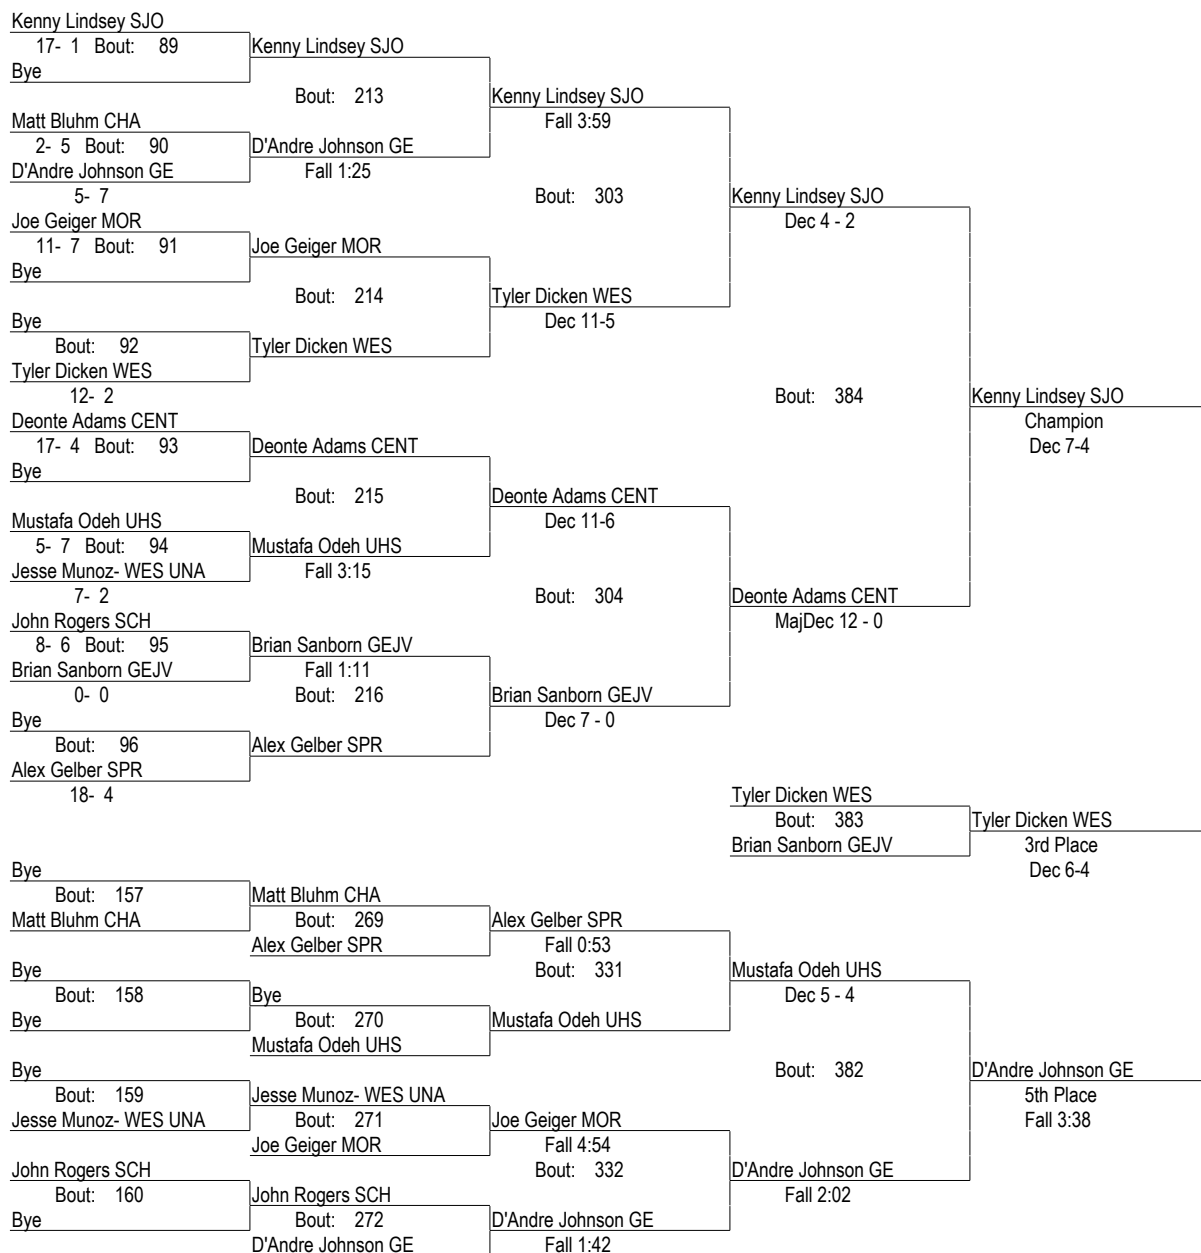 Kenny Lindsey SJO
17- 1 Bout: 89
Kenny Lindsey SJO
Bye
Bout: 213
Kenny Lindsey SJO
Matt Bluhm CHA
Fall 3:59
2- 5 Bout: 90
D'Andre Johnson GE
D'Andre Johnson GE
Fall 1:25
5- 7
Bout: 303
Kenny Lindsey SJO
Joe Geiger MOR
Dec 4 - 2
11- 7 Bout: 91
Joe Geiger MOR
Bye
Bout: 214
Tyler Dicken WES
Bye
Dec 11-5
Bout: 92
Tyler Dicken WES
Tyler Dicken WES
12- 2
Bout: 384
Kenny Lindsey SJO
Deonte Adams CENT
Champion
17- 4 Bout: 93
Deonte Adams CENT
Dec 7-4
Bye
Bout: 215
Deonte Adams CENT
Mustafa Odeh UHS
Dec 11-6
5- 7 Bout: 94
Mustafa Odeh UHS
Jesse Munoz- WES UNA
Fall 3:15
7- 2
Bout: 304
Deonte Adams CENT
John Rogers SCH
MajDec 12 - 0
8- 6 Bout: 95
Brian Sanborn GEJV
Brian Sanborn GEJV
Fall 1:11
0- 0
Bout: 216
Brian Sanborn GEJV
Bye
Dec 7 - 0
Bout: 96
Alex Gelber SPR
Alex Gelber SPR
18- 4
Tyler Dicken WES
Bout: 383
Tyler Dicken WES
Brian Sanborn GEJV
3rd Place
Dec 6-4
Bye
Bout: 157
Matt Bluhm CHA
Matt Bluhm CHA
Bout: 269
Alex Gelber SPR
Alex Gelber SPR
Fall 0:53
Bye
Bout: 331
Mustafa Odeh UHS
Bout: 158
Bye
Dec 5 - 4
Bye
Bout: 270
Mustafa Odeh UHS
Mustafa Odeh UHS
Bye
Bout: 382
D'Andre Johnson GE
Bout: 159
Jesse Munoz- WES UNA
5th Place
Jesse Munoz- WES UNA
Bout: 271
Joe Geiger MOR
Fall 3:38
Joe Geiger MOR
Fall 4:54
John Rogers SCH
Bout: 332
D'Andre Johnson GE
Bout: 160
John Rogers SCH
Fall 2:02
Bye
Bout: 272
D'Andre Johnson GE
D'Andre Johnson GE
Fall 1:42